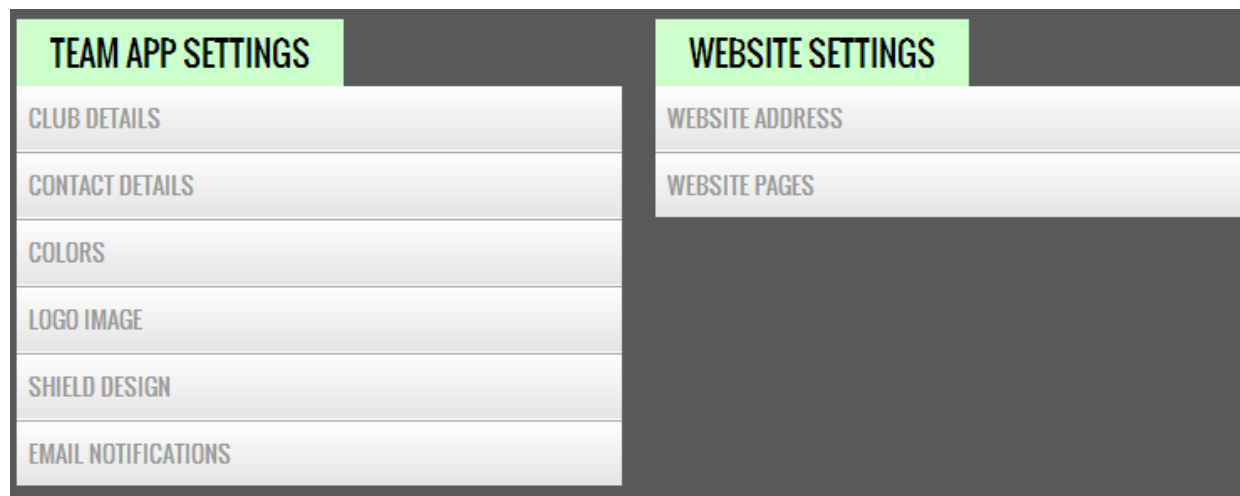 TEAM APP SETTINGS
CLUB DETAILS
CONTACT DETAILS
COLORS
LOGO IMAGE
SHIELD DESIGN
EMAIL NOTIFICATIONS
WEBSITE SETTINGS
WEBSITE ADDRESS
WEBSITE PAGES